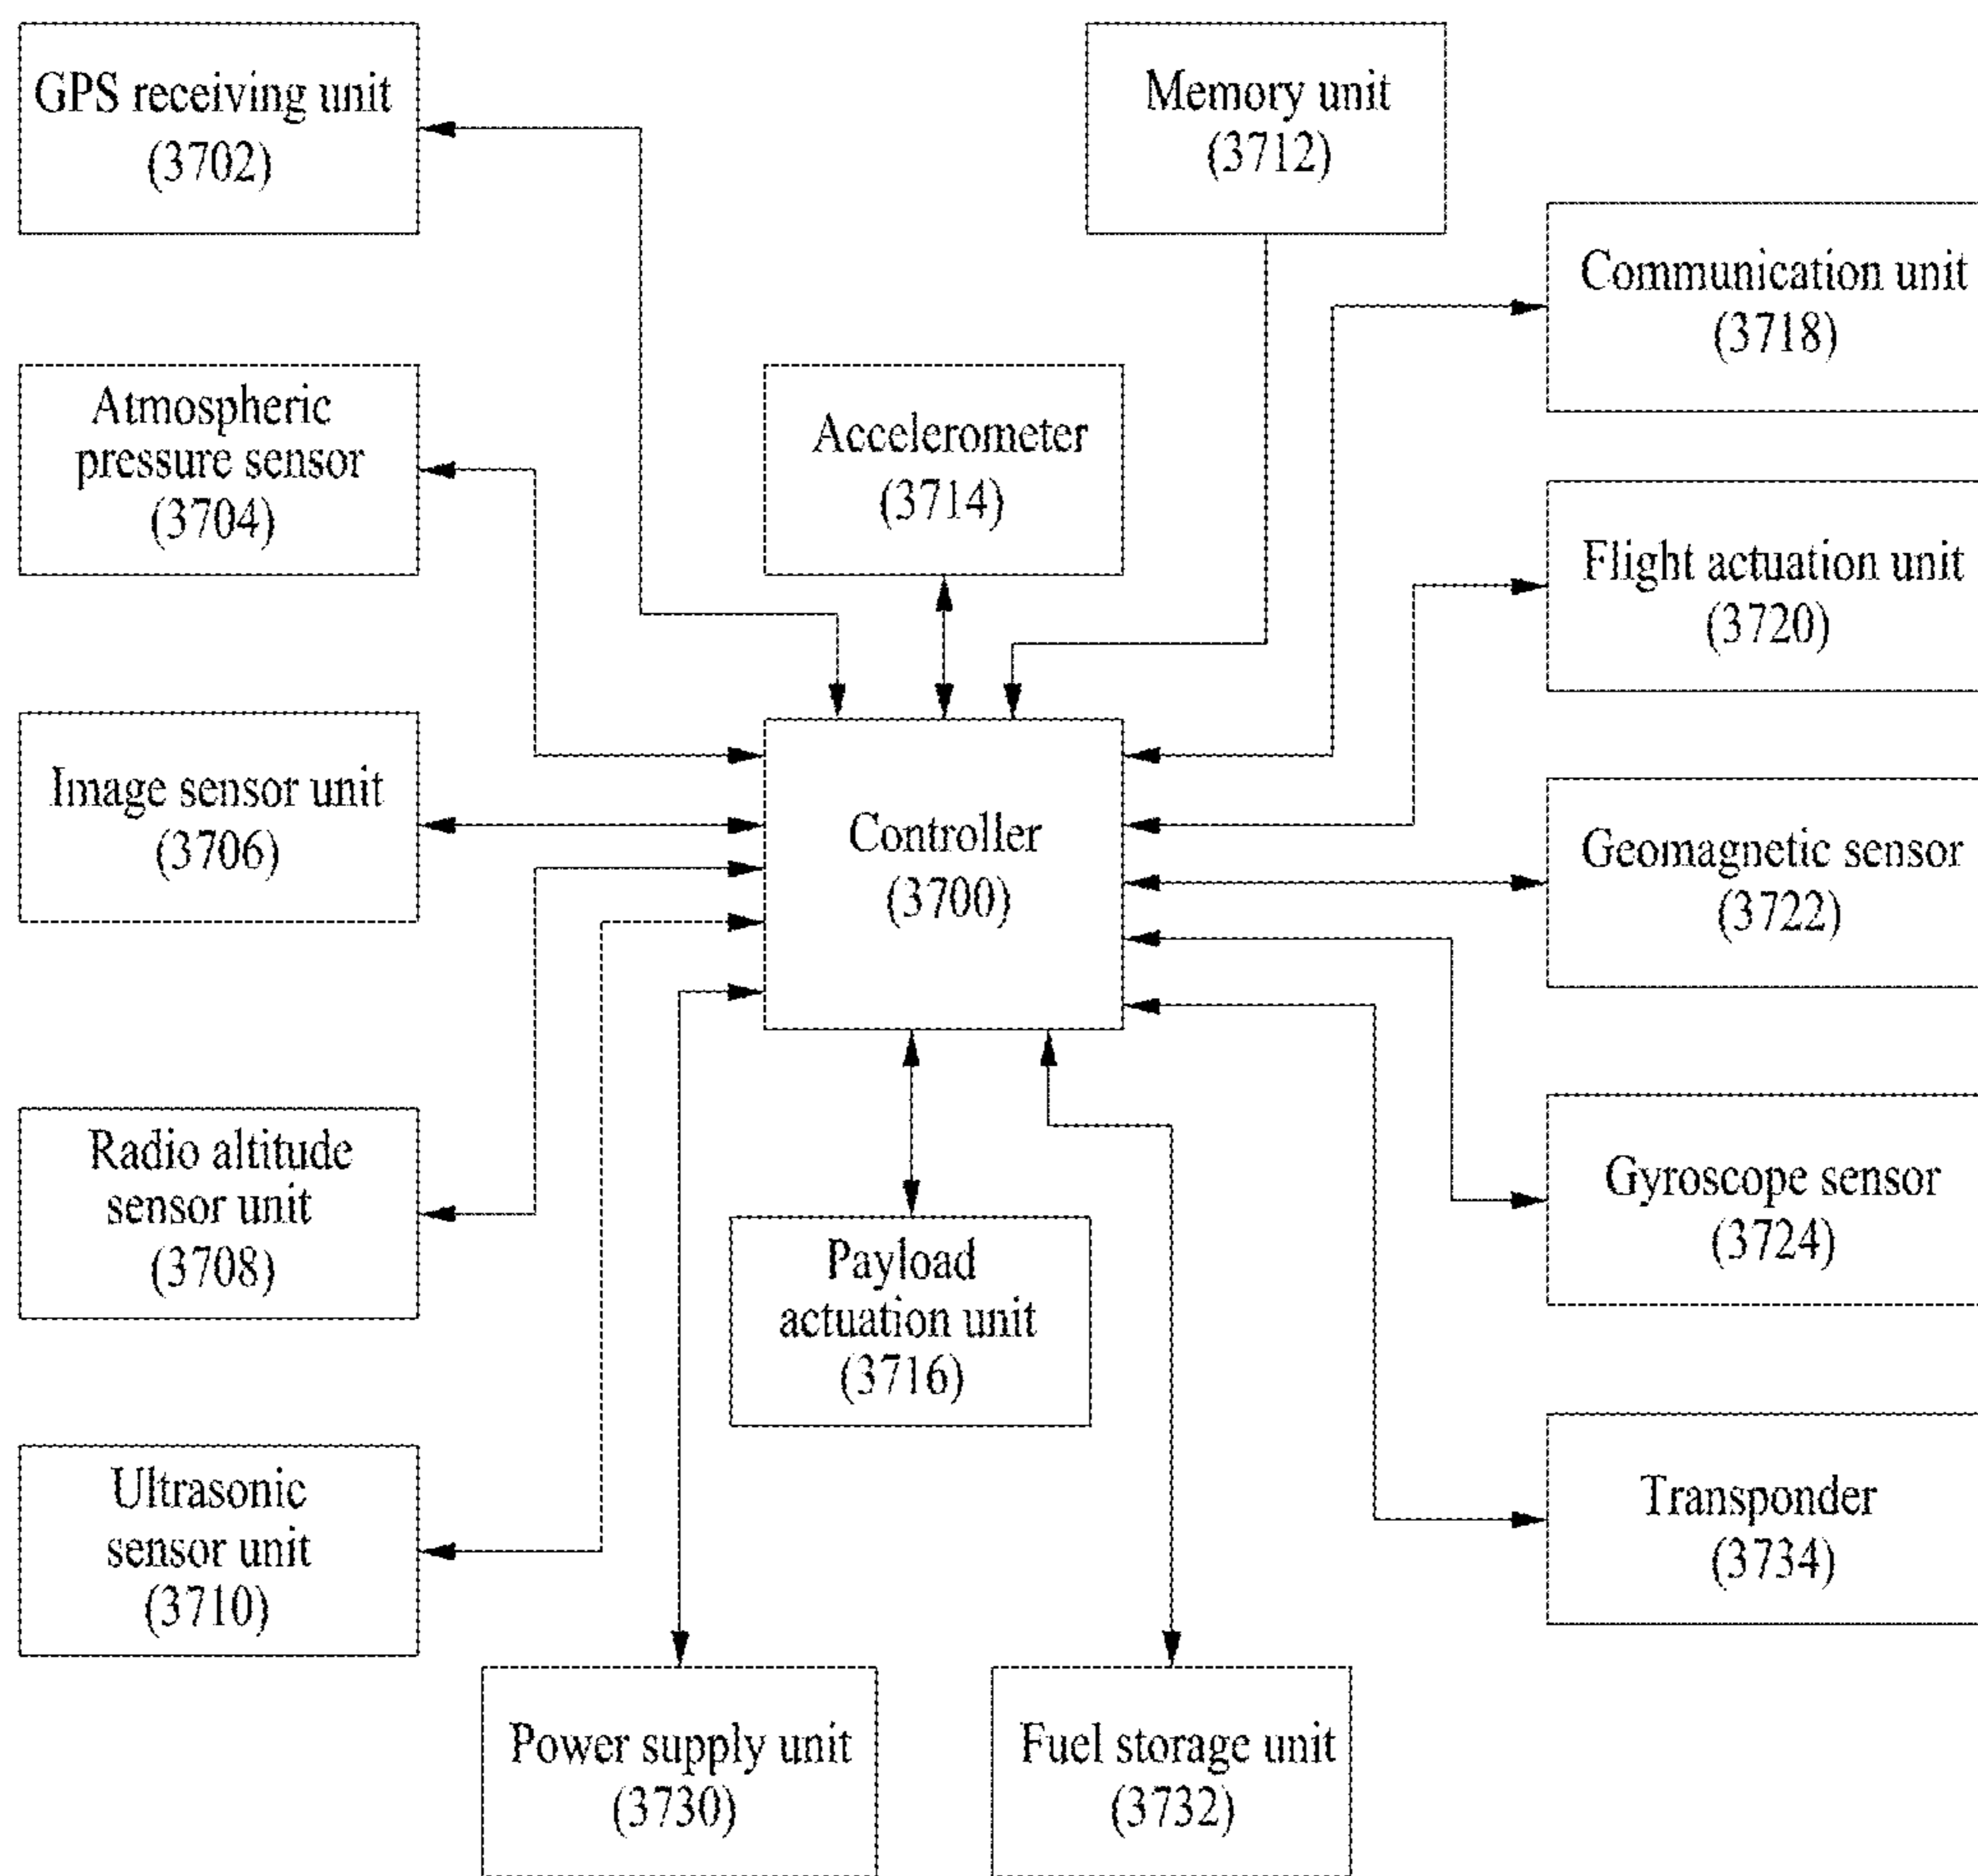 GPS receiving unit
(3702)
Memory unit
(3712)
Communication unit
(3718)
Atmospheric
pressure sensor
(3704)
Accelerometer
(3714)
Flight actuation unit
(3720)
Image sensor unit
(3706)
Controller
(3700)
Geomagnetic sensor
(3722)
Radio altitude
sensor unit
(3708)
Payload
actuation unit
(3716)
Gyroscope sensor
(3724)
Ultrasonic
sensor unit
(3710)
Transponder
(3734)
Power supply unit
(3730)
Fuel storage unit
(3732)